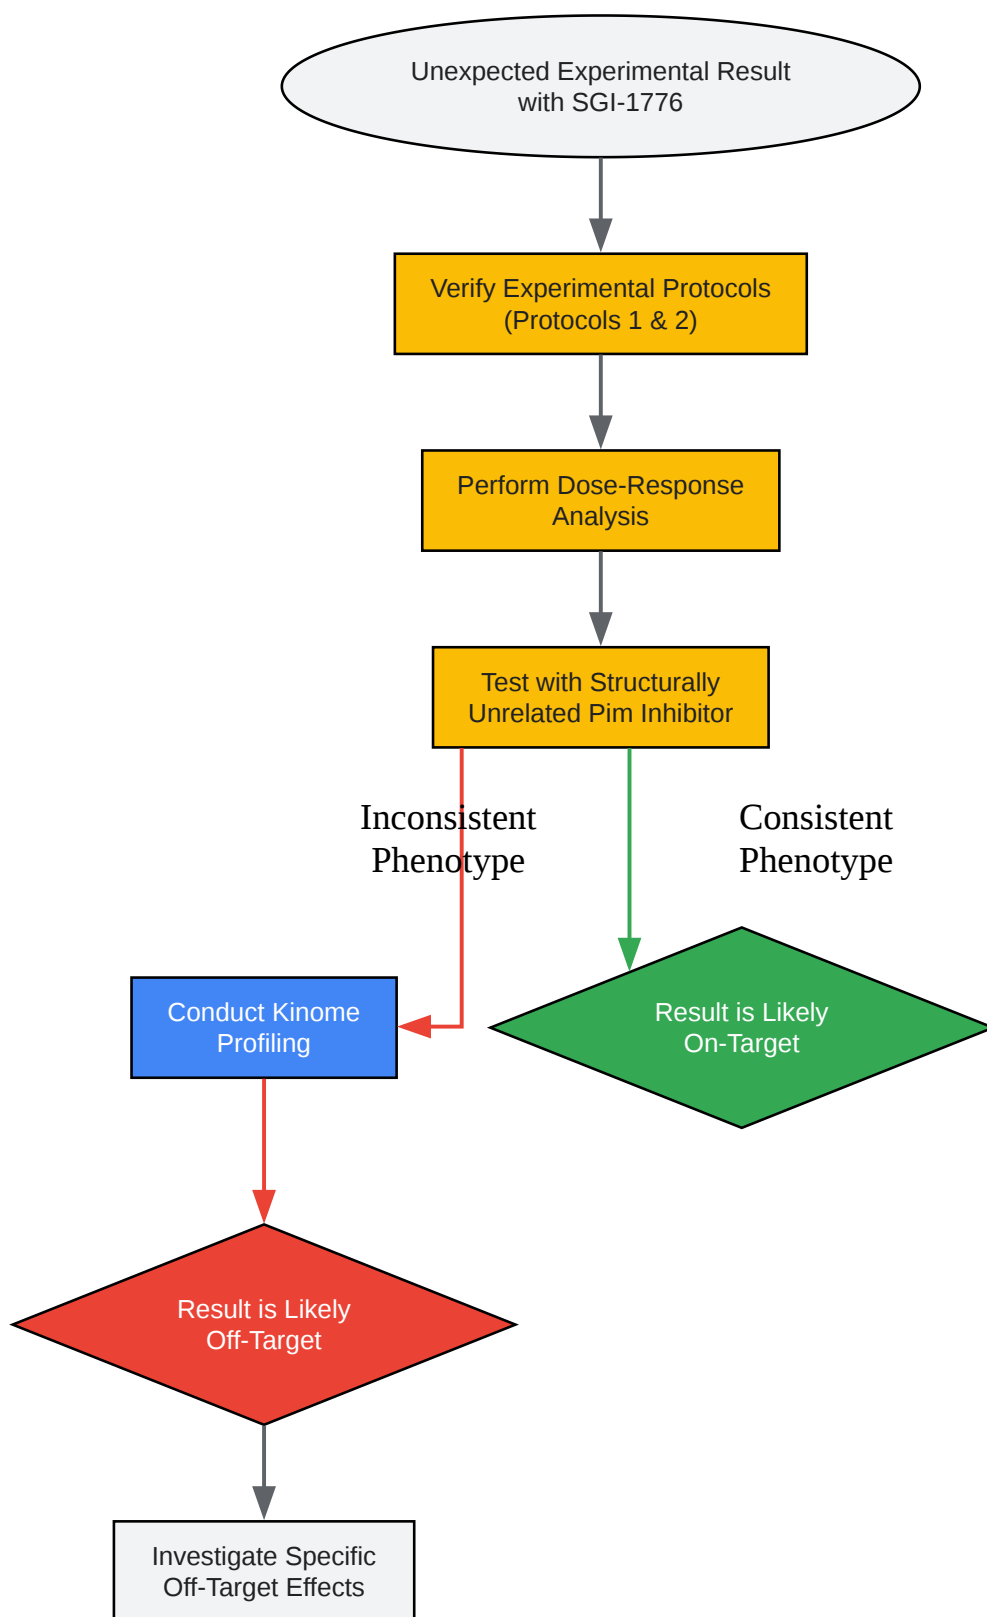 Unexpected Experimental Result
with SGI-1776
Verify Experimental Protocols
(Protocols 1 & 2)
Perform Dose-Response
Analysis
Test with Structurally
Unrelated Pim Inhibitor
Inconsistent
Phenotype
Consistent
Phenotype
Conduct Kinome
Profiling
Result is Likely
On-Target
Result is Likely
Off-Target
Investigate Specific
Off-Target Effects